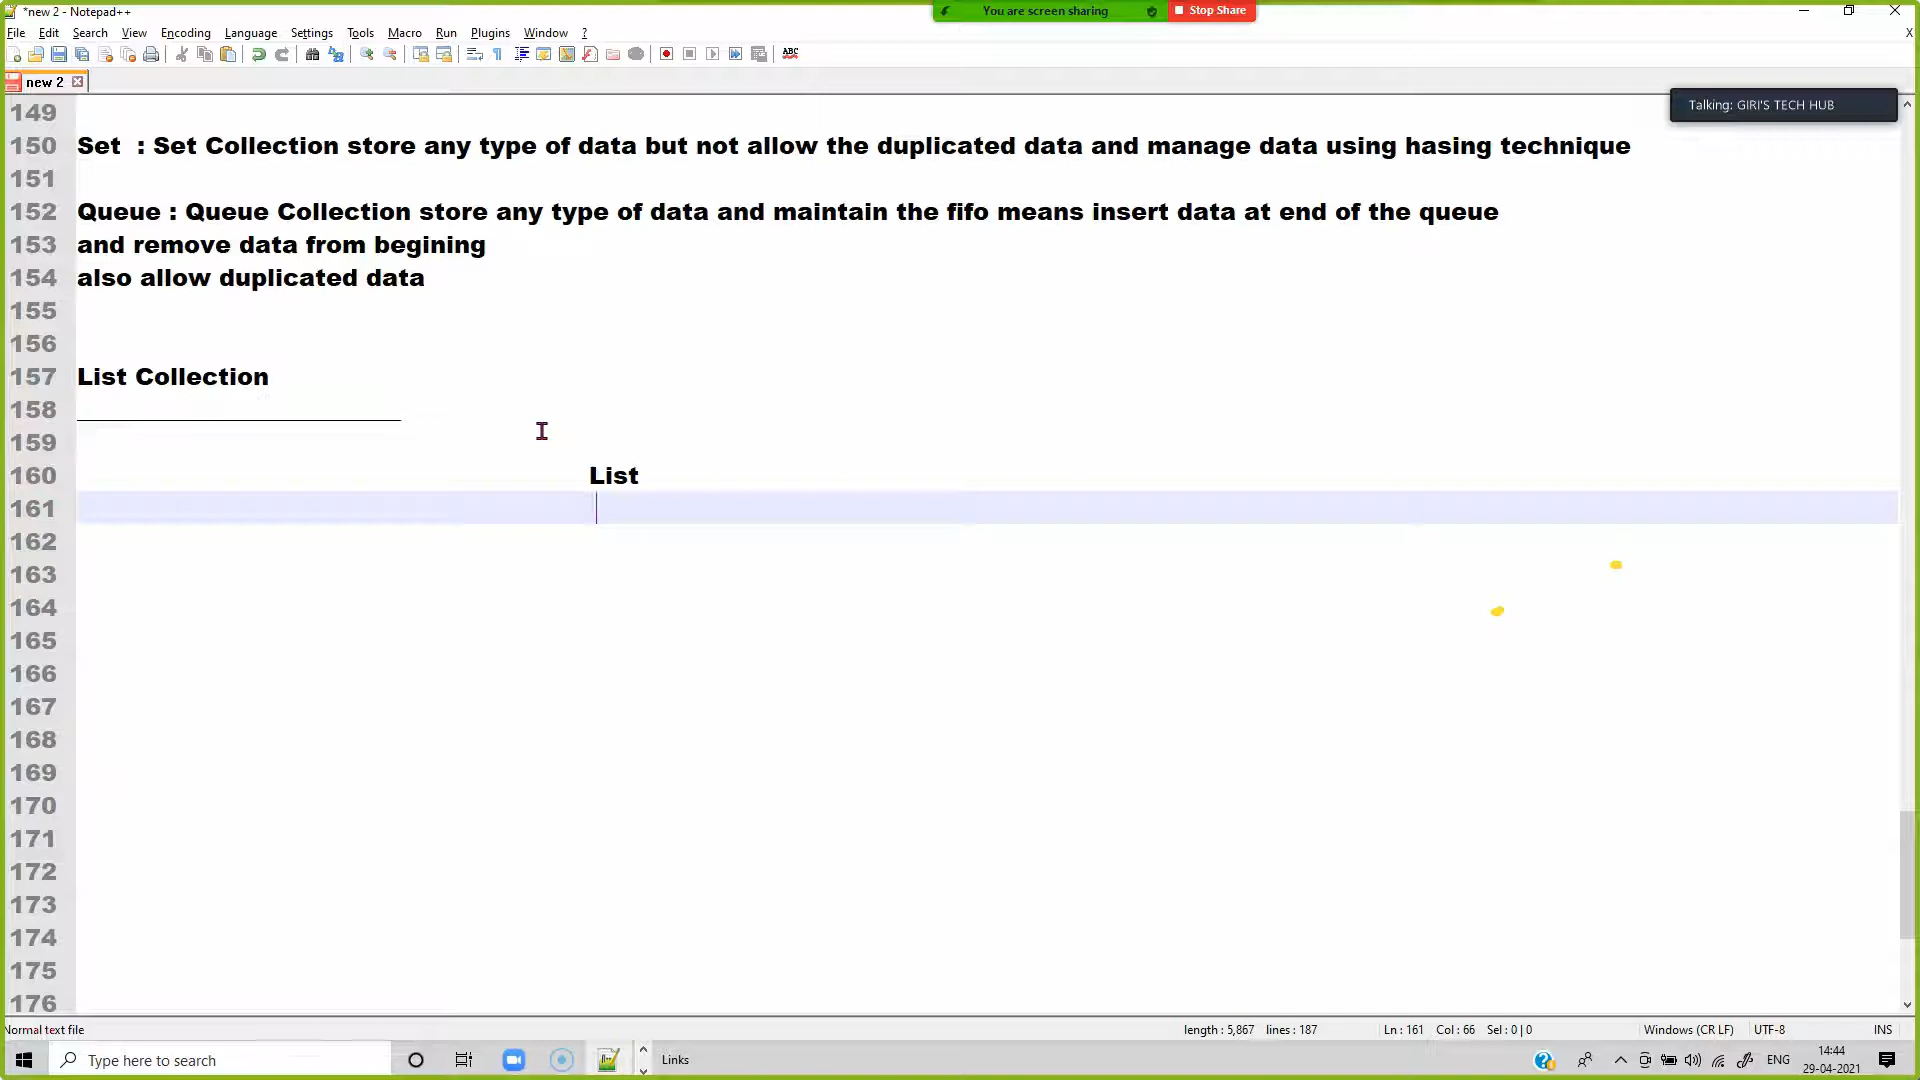 *new 2 - Notepad++
You are screen sharing
Stop Share
File Edit Search View Encoding Language Settings Tools Macro Run Plugins Window ? X
ABC
new 2
Talking: GIRI'S TECH HUB
149
150 Set : Set Collection store any type of data but not allow the duplicated data and manage data using hasing technique
151
152 Queue : Queue Collection store any type of data and maintain the fifo means insert data at end of the queue
153 and remove data from begining
154 also allow duplicated data
155
156
157 List Collection
158 ___________________________
159
160 List
161
162
163
164
165
166
167
168
169
170
171
172
173
174
175
176
Normal text file length : 5,867 lines : 187 Ln : 161 Col : 66 Sel : 0 | 0 Windows (CR LF) UTF-8 INS
Type here to search
Links
ENG
14:44
29-04-2021